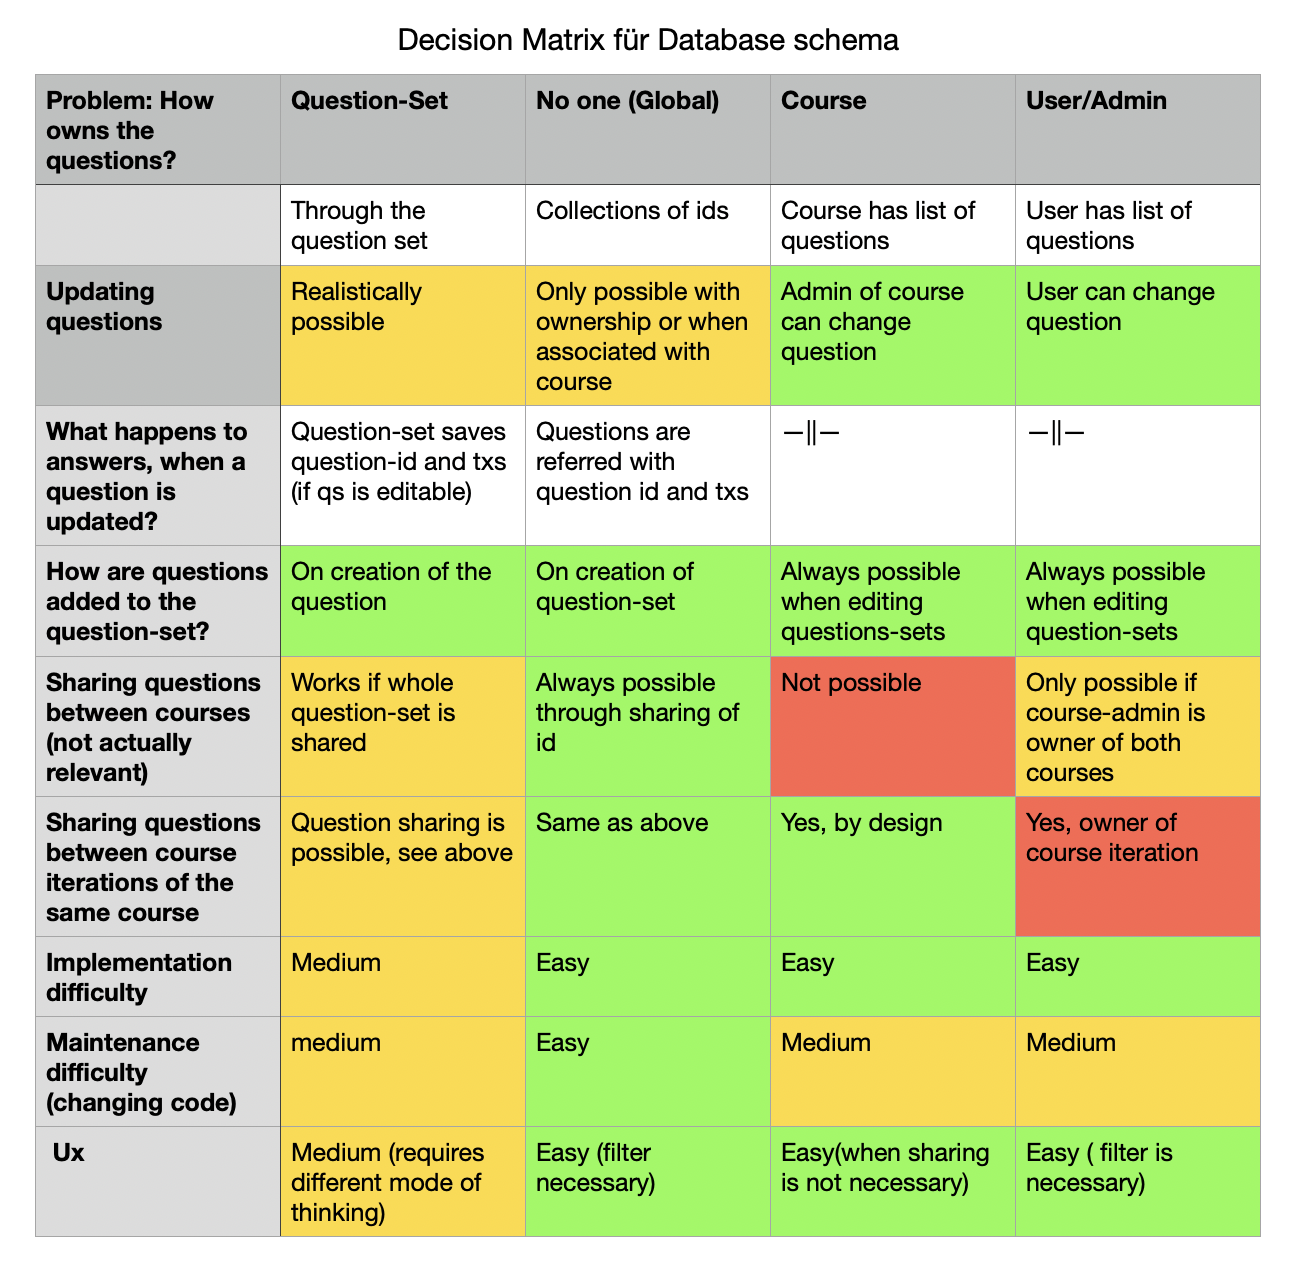 Decision Matrix für Database schema
Problem: How
owns the
questions?
Question-Set
No one (Global)
Course
User/Admin
Through the
question set
Collections of ids
Course has list of
questions
User has list of
questions
Updating
questions
Realistically
possible
Only possible with
ownership or when
associated with
course
Admin of course
can change
question
User can change
question
What happens to
answers, when a
question is
updated?
Question-set saves
question-id and txs
(if qs is editable)
Questions are
referred with
question id and txs
—||—
—||—
How are questions
added to the
question-set?
On creation of the
question
On creation of
question-set
Always possible
when editing
questions-sets
Always possible
when editing
question-sets
Sharing questions
between courses
(not actually
relevant)
Works if whole
question-set is
shared
Always possible
through sharing of
id
Not possible
Only possible if
course-admin is
owner of both
courses
Sharing questions
between course
iterations of the
same course
Question sharing is
possible, see above
Same as above
Yes, by design
Yes, owner of
course iteration
Implementation
difficulty
Medium
Easy
Easy
Easy
Maintenance
difficulty
(changing code)
medium
Easy
Medium
Medium
Ux
Medium (requires
different mode of
thinking)
Easy (filter
necessary)
Easy(when sharing
is not necessary)
Easy ( filter is
necessary)